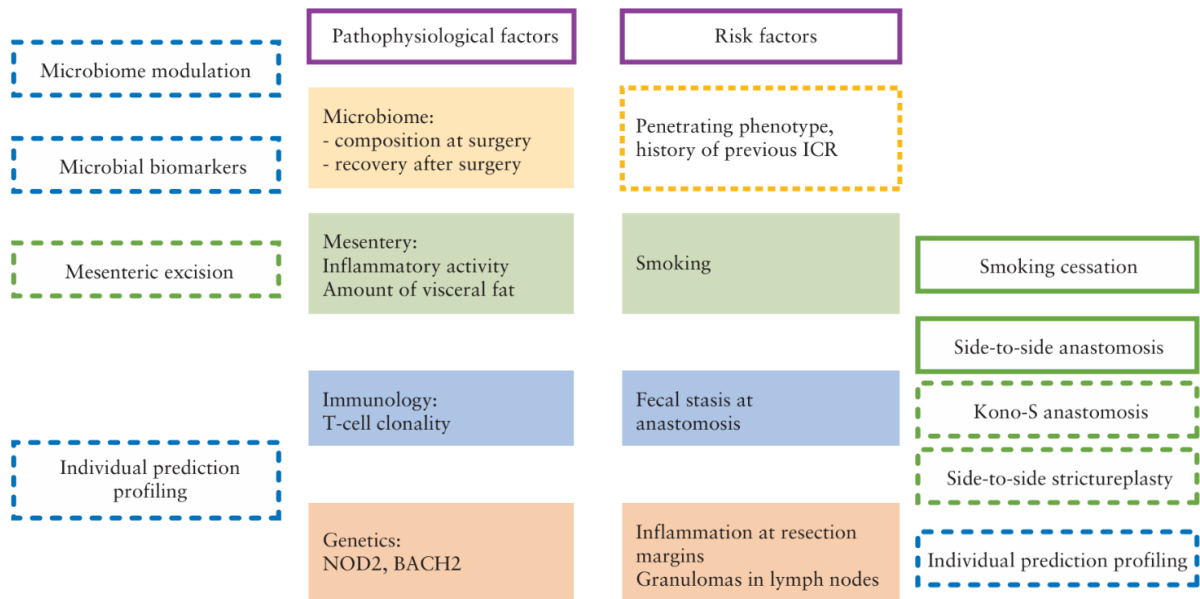 Pathophysiological factors
Risk factors
Microbiome modulation
Microbial biomarkers
Mesenteric excision
Individual prediction
profiling
Microbiome:
- composition at surgery
- recovery after surgery
Mesentery:
Inflammatory activity
Amount of visceral fat
Immunology:
T-cell clonality
Genetics:
NOD2, BACH2
Penetrating phenotype,
history of previous ICR
Smoking
Fecal stasis at
anastomosis
Inflammation at resection
margins
Granulomas in lymph nodes
Smoking cessation
Side-to-side anastomosis
Kono-S anastomosis
Side-to-side strictureplasty
Individual prediction profiling